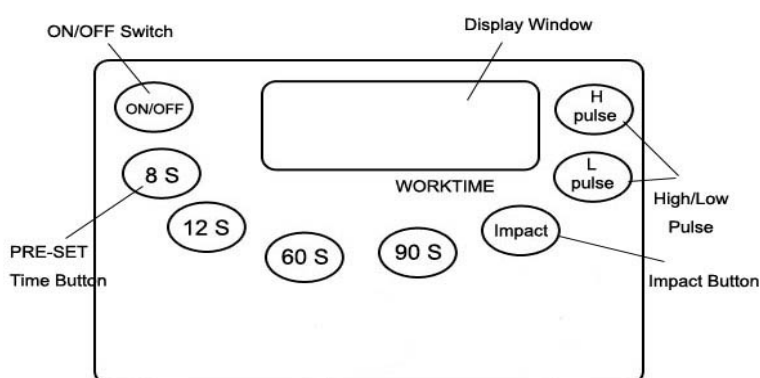 ON/OFF Switch
Display Window
ON/OFF
H
pulse
8 S
L
pulse
WORKTIME
High/Low
Pulse
12 S
Impact
60 S
90 S
PRE-SET
Time Button
Impact Button